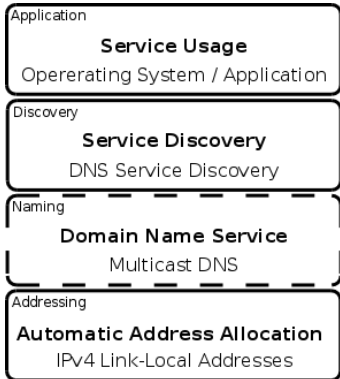 Application
Service Usage
Opererating System / Application
Discovery
Service Discovery
DNS Service Discovery
Naming
Domain Name Service
Multicast DNS
Addressing
Automatic Address Allocation
IPv4 Link-Local Addresses